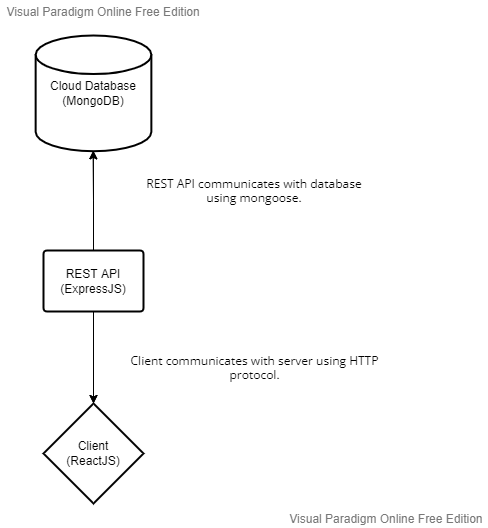 Visual Paradigm Online Free Edition
Cloud Database
(MongoDB)
REST API communicates with database
using mongoose.
REST API
(ExpressJS)
Client communicates with server using HTTP
protocol.
Client
(ReactJS)
Visual Paradigm Online Free Edition